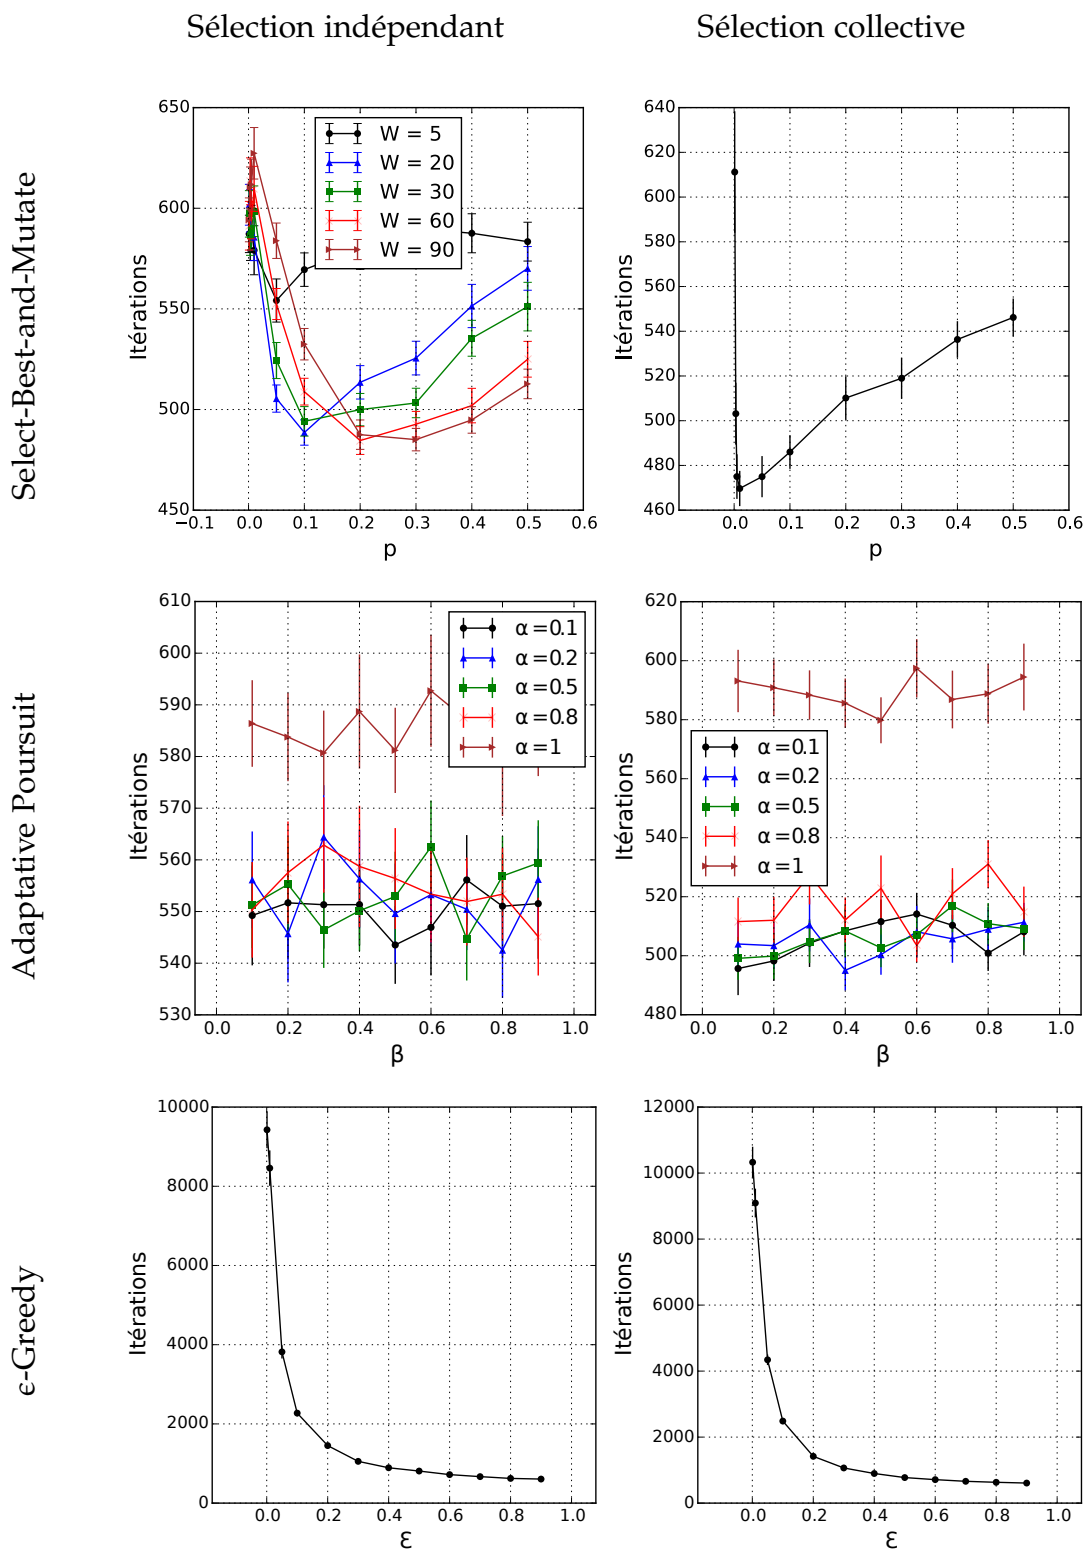 Sélection indépendant
Sélection collective
Select-Best-and-Mutate
650
600
550
500
450
−0.1 0.0 0.1 0.2 0.3 0.4 0.5 0.6
p
Itérations
W = 5
W = 20
W = 30
W = 60
W = 90
640
620
600
580
560
540
520
500
480
460
0.0 0.1 0.2 0.3 0.4 0.5 0.6
p
Itérations
Adaptative Poursuit
610
600
590
580
570
560
550
540
530
0.0 0.2 0.4 0.6 0.8 1.0
β
Itérations
α=0.1
α=0.2
α=0.5
α=0.8
α=1
620
600
580
560
540
520
500
480
0.0 0.2 0.4 0.6 0.8 1.0
β
Itérations
α=0.1
α=0.2
α=0.5
α=0.8
α=1
ϵ-Greedy
10000
8000
6000
4000
2000
0
0.0 0.2 0.4 0.6 0.8 1.0
ε
Itérations
12000
10000
8000
6000
4000
2000
0
0.0 0.2 0.4 0.6 0.8 1.0
ε
Itérations